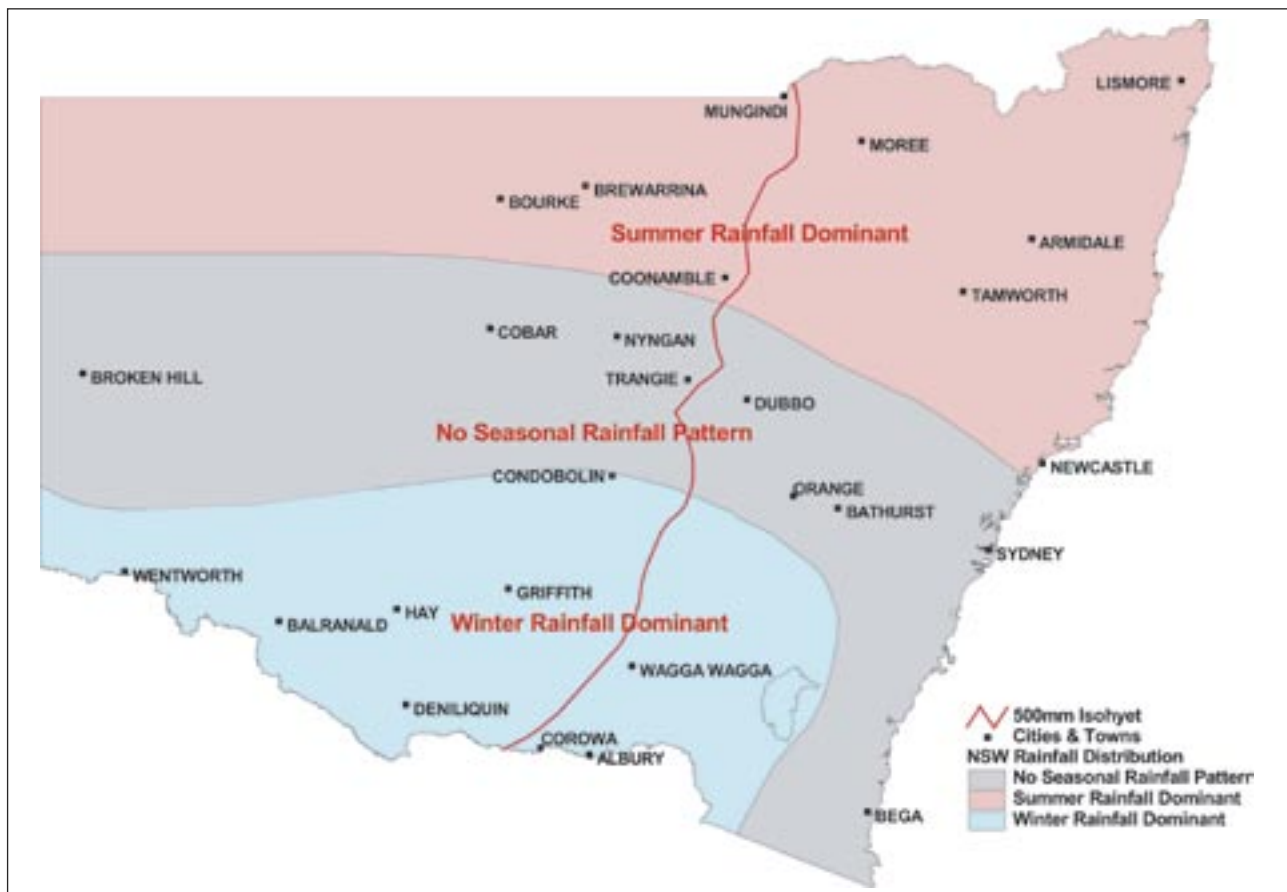 LISMORE
MUNGINDI
MOREE
BREWARRINA
BOURKE
Summer Rainfall Dominant
ARMIDALE
COONAMBLE
TAMWORTH
COBAR
NYNGAN
BROKEN HILL
TRANGIE
DUBBO
No Seasonal Rainfall Pattern
NEWCASTLE
CONDOBOLIN
ORANGE
BATHURST
SYDNEY
WENTWORTH
GRIFFITH
HAY
BALRANALD
Winter Rainfall Dominant
WAGGA WAGGA
DENILIQUIN
COROWA
ALBURY
BEGA
500mm Isohyet
Cities & Towns
NSW Rainfall Distribution
No Seasonal Rainfall Pattern
Summer Rainfall Dominant
Winter Rainfall Dominant